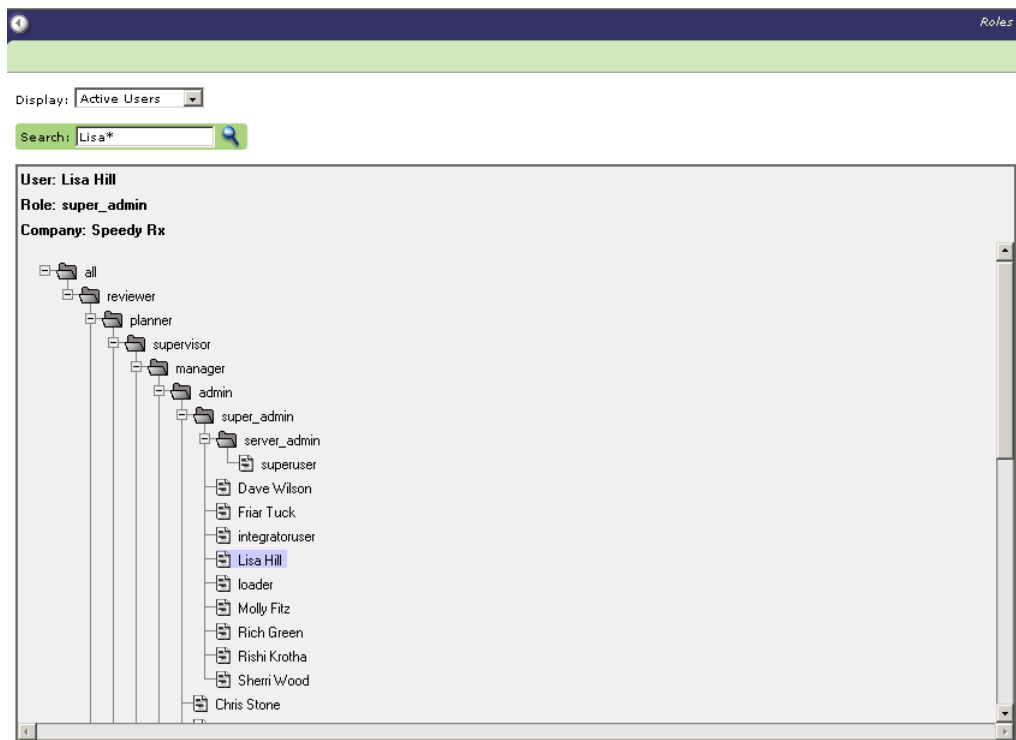 Roles
Display: Active Users
Search: Lisa*
User: Lisa Hill
Role: super_admin
Company: Speedy Rx
all
reviewer
planner
supervisor
manager
admin
super_admin
server_admin
superuser
Dave Wilson
Friar Tuck
integratoruser
Lisa Hill
loader
Molly Fitz
Rich Green
Rishi Krotha
Sherri Wood
Chris Stone